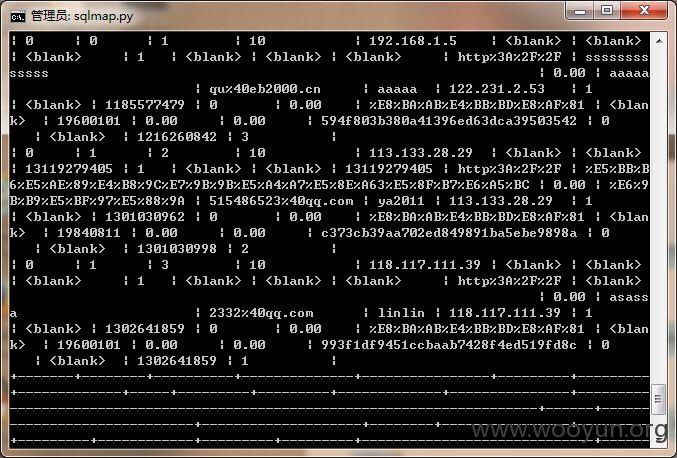 管理员: sqlmap.py
| 0 | 0 | 1 | 10 | 192.168.1.5 | <blank> | <blank>
| <blank> | 1 | <blank> | <blank> | <blank> | http%3A%2F%2F | ssssssss
sssss | 0.00 | aaaaa
| qu%40eb2000.cn | aaaaa | 122.231.2.53 | 1
| <blank> | 1185577479 | 0 | 0.00 | %E8%BA%AB%E4%BB%BD%E8%AF%81 | <blan
k> | 19600101 | 0.00 | 0.00 | 594f803b380a41396ed63dca39503542 | 0
| <blank> | 1216260842 | 3 |
| 0 | 1 | 2 | 10 | 113.133.28.29 | <blank> | <blank>
| 13119279405 | 1 | <blank> | <blank> | 13119279405 | http%3A%2F%2F | %E5%BB%B
6%E5%AE%89%E4%B8%9C%E7%9B%9B%E5%A4%A7%E5%8E%A63%E5%8F%B7%E6%A5%BC | 0.00 | %E6%9
B%B9%E5%BF%97%E5%88%9A | 515486523%40qq.com | ya2011 | 113.133.28.29 | 1
| <blank> | 1301030962 | 0 | 0.00 | %E8%BA%AB%E4%BB%BD%E8%AF%81 | <blan
k> | 19840811 | 0.00 | 0.00 | c373cb39aa702ed849891ba5ebe9898a | 0
| <blank> | 1301030998 | 2 |
| 0 | 1 | 3 | 10 | 118.117.111.39 | <blank> | <blank>
| <blank> | 1 | <blank> | <blank> | <blank> | http%3A%2F%2F | asassa
| 0.00 | asass
a | 2332%40qq.com | linlin | 118.117.111.39 | 1
| <blank> | 1302641859 | 0 | 0.00 | %E8%BA%AB%E4%BB%BD%E8%AF%81 | <blan
k> | 19600101 | 0.00 | 0.00 | 993f1df9451ccbaab7428f4ed519fd8c | 0
| <blank> | 1302641859 | 1 |
www.wooyun.org